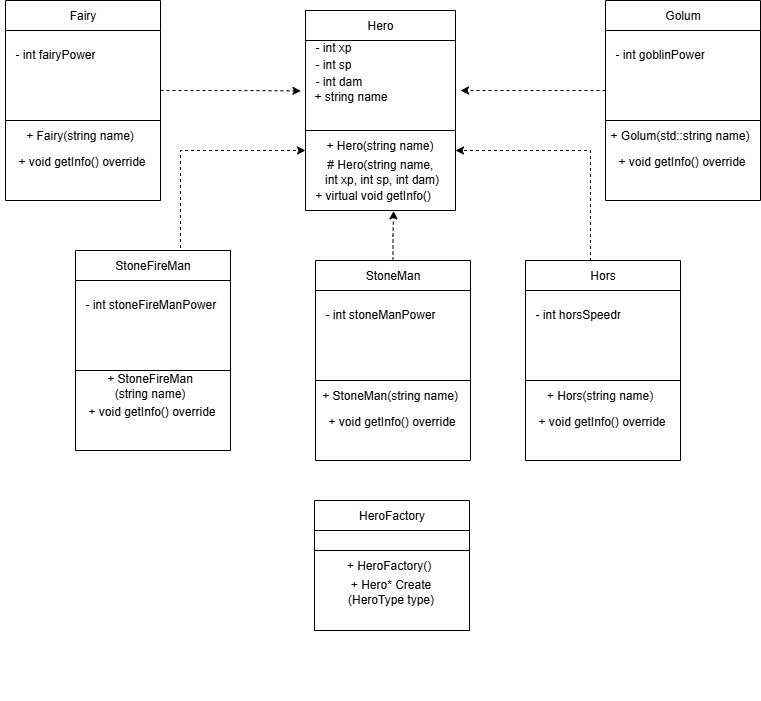 Fairy
- int fairyPower
+ Fairy(string name)
+ void getInfo() override
Hero
- int xp
- int sp
- int dam
+ string name
+ Hero(string name)
# Hero(string name,
int xp, int sp, int dam)
+ virtual void getInfo()
Golum
- int goblinPower
+ Golum(std::string name)
+ void getInfo() override
StoneFireMan
- int stoneFireManPower
+ StoneFireMan
(string name)
+ void getInfo() override
StoneMan
- int stoneManPower
+ StoneMan(string name)
+ void getInfo() override
Hors
- int horsSpeedr
+ Hors(string name)
+ void getInfo() override
HeroFactory
+ HeroFactory()
+ Hero* Create
(HeroType type)